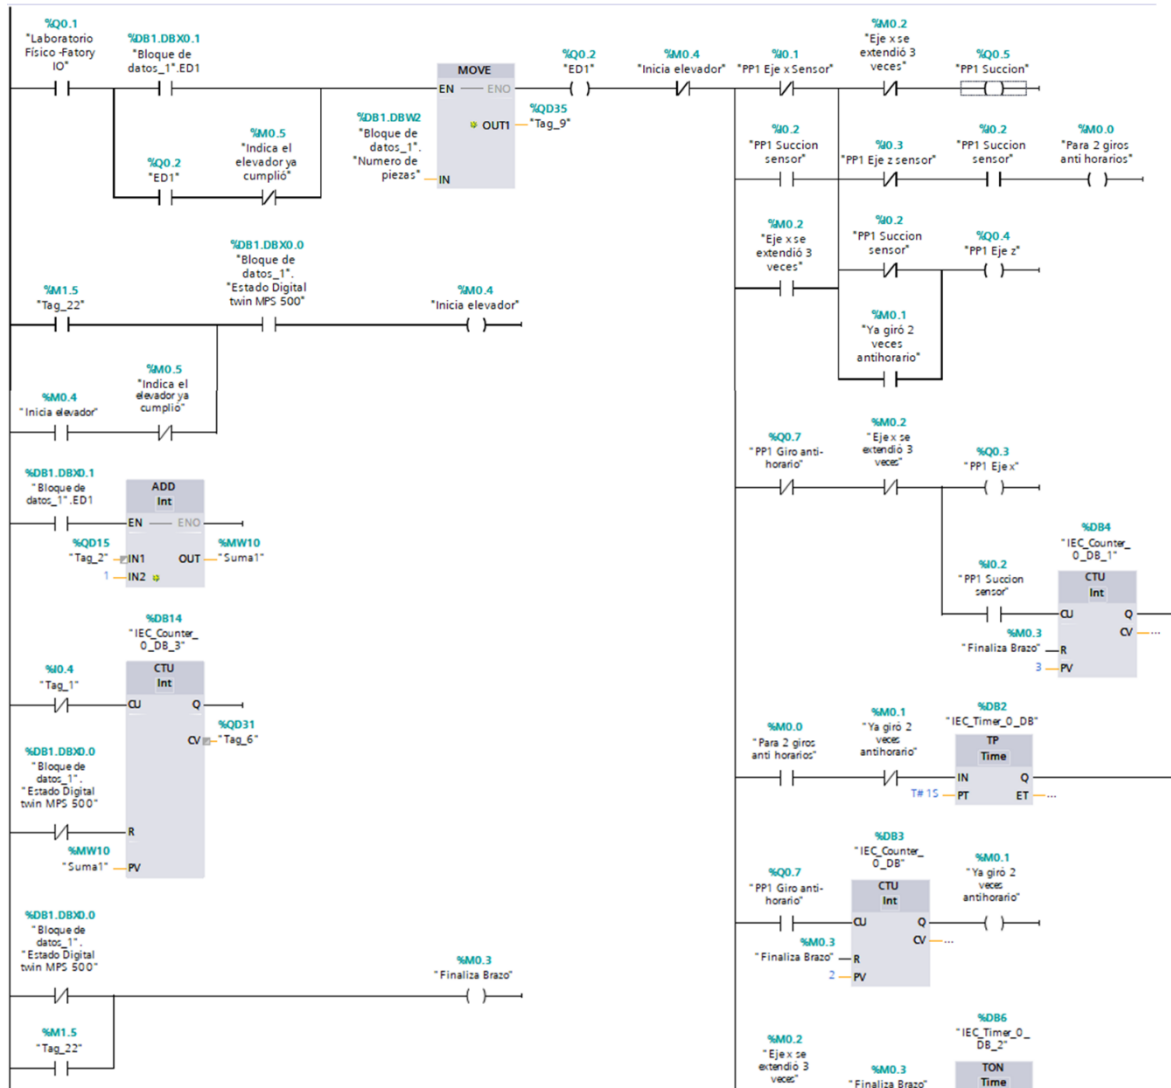 %Q0.1
"Laboratorio
Físico -Fatory
IO"
%DB1.DBX0.1
"Bloque de
datos_1".ED1
%Q0.2
"ED1"
%M0.5
"Indica el
elevador ya
cumplió"
MOVE
EN
ENO
OUT1
IN
%DB1.DBW2
"Bloque de
datos_1".
"Numero de
piezas"
%QD35
"Tag_9"
%Q0.2
"ED1"
%M0.4
"Inicia elevador"
%I0.1
"PP1 Eje x Sensor"
%M0.2
"Eje x se
extendió 3
veces"
%Q0.5
"PP1 Succion"
%I0.2
"PP1 Succion
sensor"
%I0.3
"PP1 Eje z sensor"
%I0.2
"PP1 Succion
sensor"
%M0.0
"Para 2 giros
anti horarios"
%M0.2
"Eje x se
extendió 3
veces"
%I0.2
"PP1 Succion
sensor"
%Q0.4
"PP1 Eje z"
%M0.1
"Ya giró 2
veces
antihorario"
%M1.5
"Tag_22"
%DB1.DBX0.0
"Bloque de
datos_1".
"Estado Digital
twin MPS 500"
%M0.4
"Inicia elevador"
%M0.4
"Inicia elevador"
%M0.5
"Indica el
elevador ya
cumplió"
%DB1.DBX0.1
"Bloque de
datos_1".ED1
ADD
Int
EN
ENO
%QD15
"Tag_2"
IN1
OUT
%MW10
"Suma1"
1
IN2
%Q0.7
"PP1 Giro anti-
horario"
%M0.2
"Eje x se
extendió 3
veces"
%Q0.3
"PP1 Eje x"
%I0.2
"PP1 Succion
sensor"
%DB4
"IEC_Counter_
0_DB_1"
CTU
Int
CU
Q
CV
...
%M0.3
"Finaliza Brazo"
R
3
PV
%DB14
"IEC_Counter_
0_DB_3"
CTU
Int
%I0.4
"Tag_1"
CU
Q
CV
%QD31
"Tag_6"
%DB1.DBX0.0
"Bloque de
datos_1".
"Estado Digital
twin MPS 500"
R
%MW10
"Suma1"
PV
%M0.0
"Para 2 giros
anti horarios"
%M0.1
"Ya giró 2
veces
antihorario"
%DB2
"IEC_Timer_0_DB"
TP
Time
IN
Q
T# 1S
PT
ET
...
%Q0.7
"PP1 Giro anti-
horario"
%DB3
"IEC_Counter_
0_DB"
CTU
Int
CU
Q
CV
...
%M0.3
"Finaliza Brazo"
R
2
PV
%M0.1
"Ya giró 2
veces
antihorario"
%DB1.DBX0.0
"Bloque de
datos_1".
"Estado Digital
twin MPS 500"
%M0.3
"Finaliza Brazo"
%M1.5
"Tag_22"
%M0.2
"Eje x se
extendió 3
veces"
%M0.3
"Finaliza Brazo"
%DB6
"IEC_Timer_0_
DB_2"
TON
Time